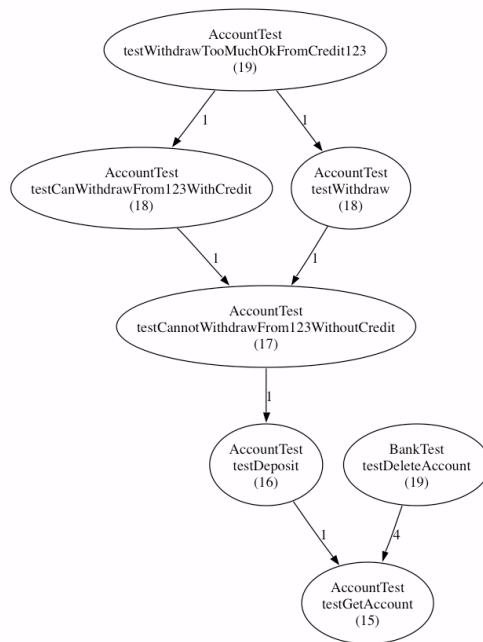 AccountTest
testWithdrawTooMuchOkFromCredit123
(19)
1
1
AccountTest
testCanWithdrawFrom123WithCredit
(18)
AccountTest
testWithdraw
(18)
1
1
AccountTest
testCannotWithdrawFrom123WithoutCredit
(17)
1
AccountTest
testDeposit
(16)
BankTest
testDeleteAccount
(19)
1
4
AccountTest
testGetAccount
(15)